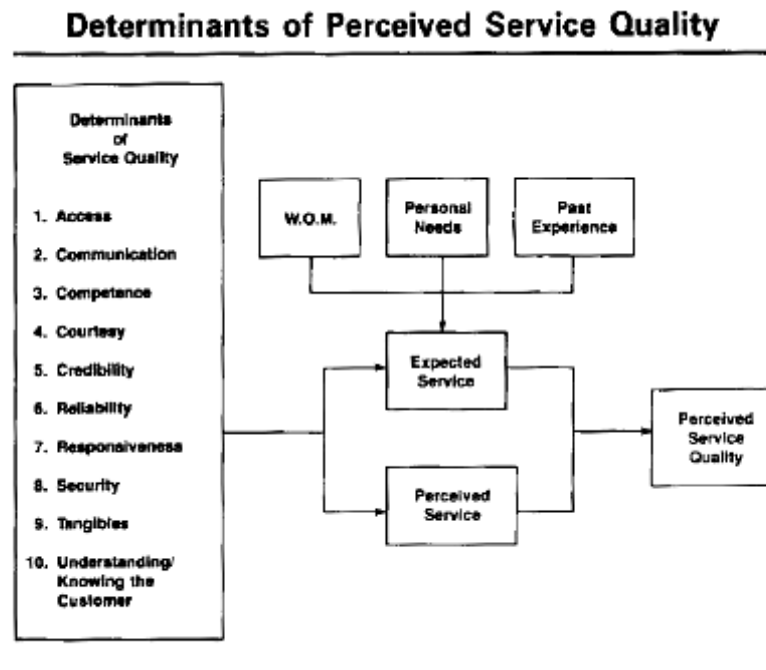 Determinants of Perceived Service Quality
Determinants
of
Service Quality
1. Access
2. Communication
3. Competence
4. Courtesy
5. Credibility
6. Reliability
7. Responsiveness
8. Security
9. Tangibles
10. Understanding/
Knowing the
Customer
W.O.M.
Personal
Needs
Past
Experience
Expected
Service
Perceived
Service
Perceived
Service
Quality